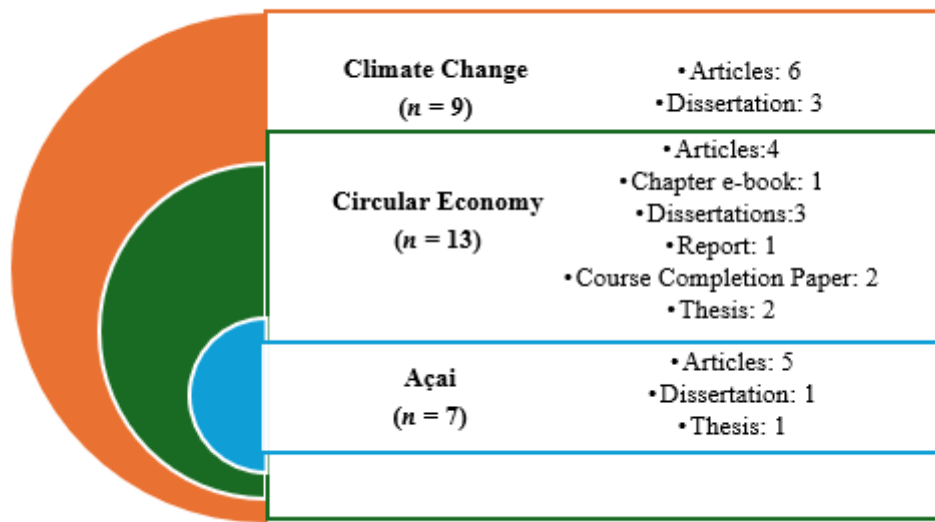 Climate Change
(n = 9)
•Articles: 6
•Dissertation: 3
Circular Economy
(n = 13)
•Articles:4
•Chapter e-book: 1
•Dissertations:3
•Report: 1
•Course Completion Paper: 2
•Thesis: 2
Açai
(n = 7)
•Articles: 5
•Dissertation: 1
•Thesis: 1